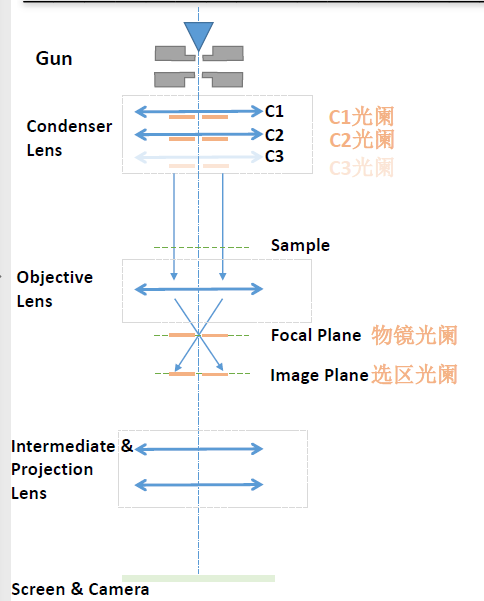 Gun
C1
C1光阑
Condenser
Lens
C2
C2光阑
C3
C3光阑
Sample
Objective
Lens
Focal Plane 物镜光阑
Image Plane 选区光阑
Intermediate &
Projection
Lens
Screen & Camera